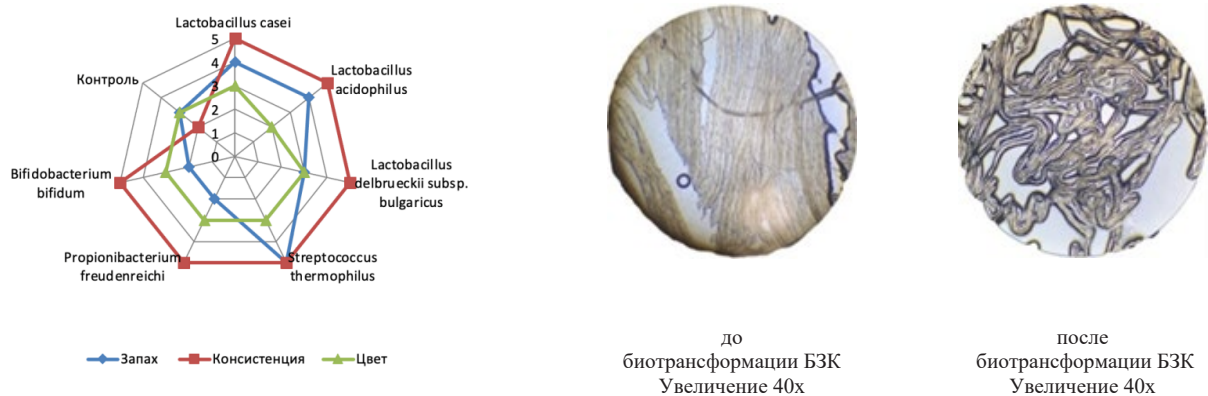 Lactobacillus casei
5
4
3
2
1
0
Lactobacillus
acidophilus
Lactobacillus
delbrueckii subsp.
bulgaricus
Streptococcus
thermophilus
Propionibacterium
freudenreichi
Bifidobacterium
bifidum
Контроль
Запах
Консистенция
Цвет
до
биотрансформации БЗК
Увеличение 40х
после
биотрансформации БЗК
Увеличение 40х